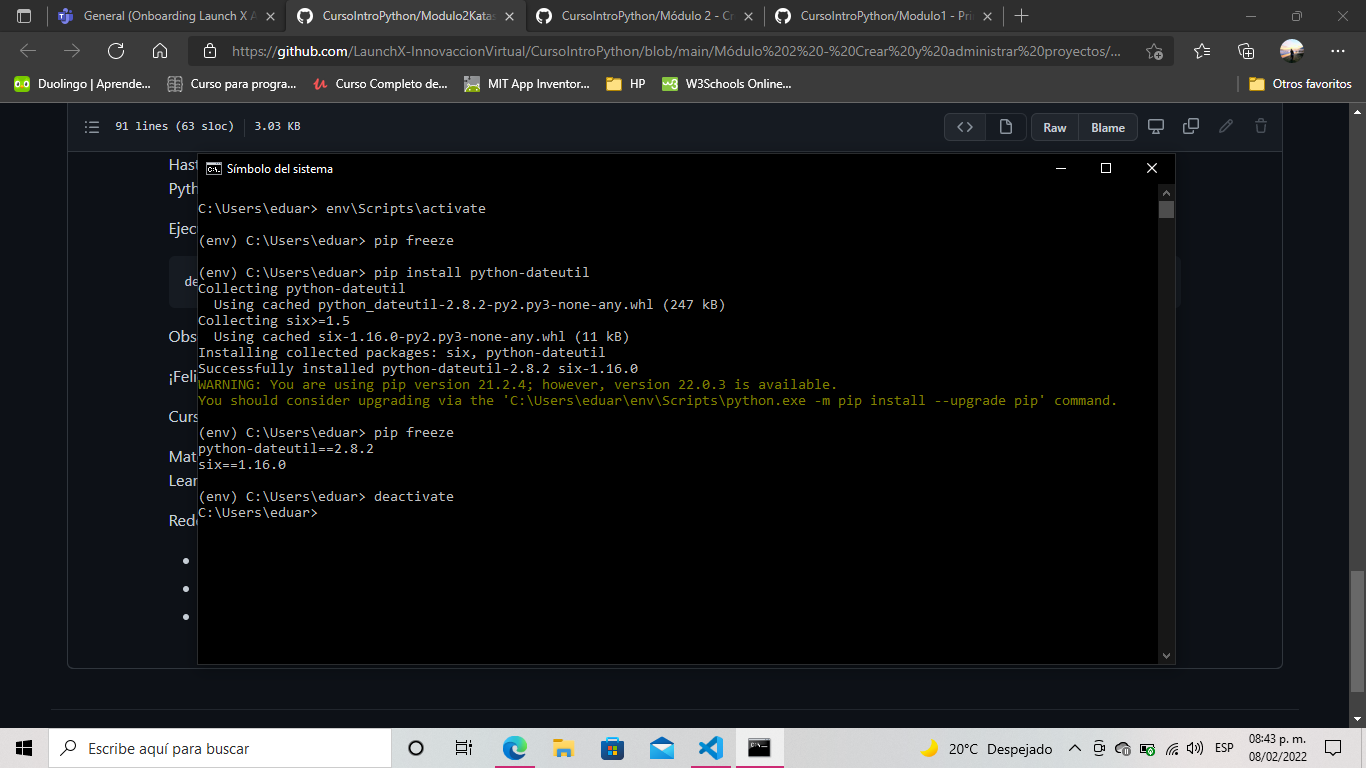 General (Onboarding Launch X A
CursoIntroPython/Modulo2Katas
CursoIntroPython/Módulo 2 - Cr
CursoIntroPython/Modulo1 - Pri
https://github.com/LaunchX-InnovaccionVirtual/CursoIntroPython/blob/main/Módulo%202%20-%20Crear%20y%20administrar%20proyectos/...
Duolingo | Aprende...
Curso para progra...
Curso Completo de...
MIT App Inventor...
HP
W3Schools Online...
Otros favoritos
91 lines (63 sloc)
3.03 KB
Raw
Blame
Hast
Pyth
Ejec
de
Obs
¡Feli
Curs
Mat
Lear
Rede
Símbolo del sistema
C:\Users\eduar> env\Scripts\activate
(env) C:\Users\eduar> pip freeze
(env) C:\Users\eduar> pip install python-dateutil
Collecting python-dateutil
Using cached python_dateutil-2.8.2-py2.py3-none-any.whl (247 kB)
Collecting six>=1.5
Using cached six-1.16.0-py2.py3-none-any.whl (11 kB)
Installing collected packages: six, python-dateutil
Successfully installed python-dateutil-2.8.2 six-1.16.0
WARNING: You are using pip version 21.2.4; however, version 22.0.3 is available.
You should consider upgrading via the 'C:\Users\eduar\env\Scripts\python.exe -m pip install --upgrade pip' command.
(env) C:\Users\eduar> pip freeze
python-dateutil==2.8.2
six==1.16.0
(env) C:\Users\eduar> deactivate
C:\Users\eduar>
Escribe aquí para buscar
20°C Despejado
ESP
08:43 p. m.
08/02/2022